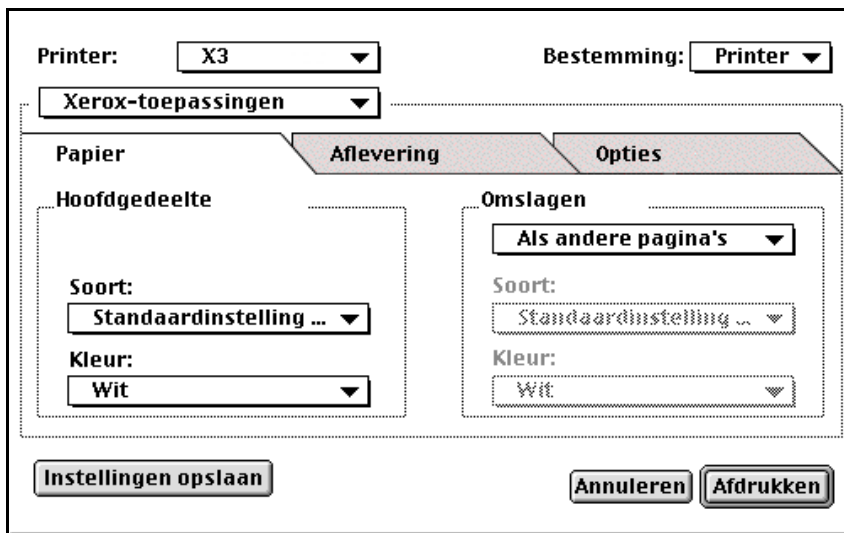 Printer: X3 Bestemming: Printer
Xerox-toepassingen
Papier Aflevering Opties
Hoofdgedeelte Omslagen
Als andere pagina's
Soort: Soort:
Standaardinstelling ... Standaardinstelling ...
Kleur: Kleur:
Wit Wit
Instellingen opslaan Annuleren Afdrukken